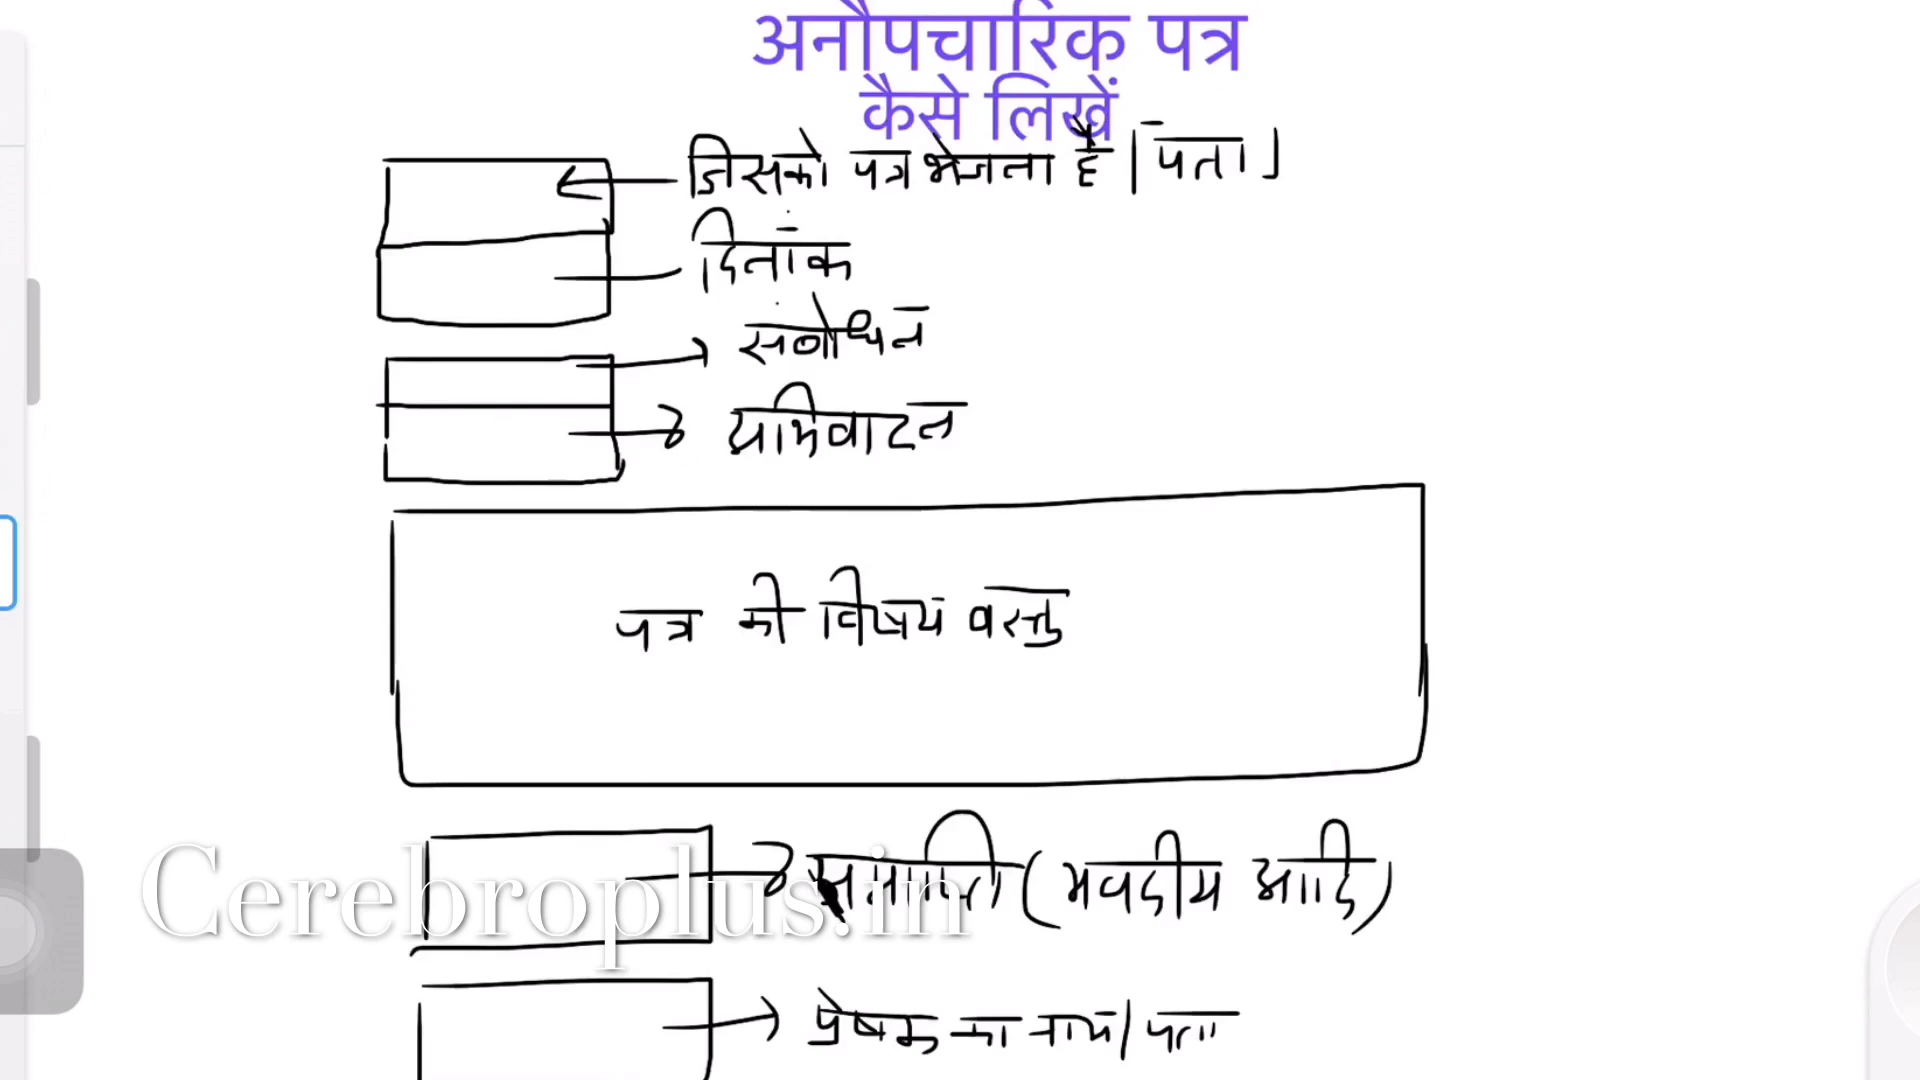 अनौपचारिक पत्र
कैसे लिखें
जिसको पत्र भेजना है | पता |
दिनांक
संबोधन
अभिवादन
पत्र की विषय वस्तु
समाप्ति (भवदीय आदि)
प्रेषक का नाम / पता
Cerebroplus.in